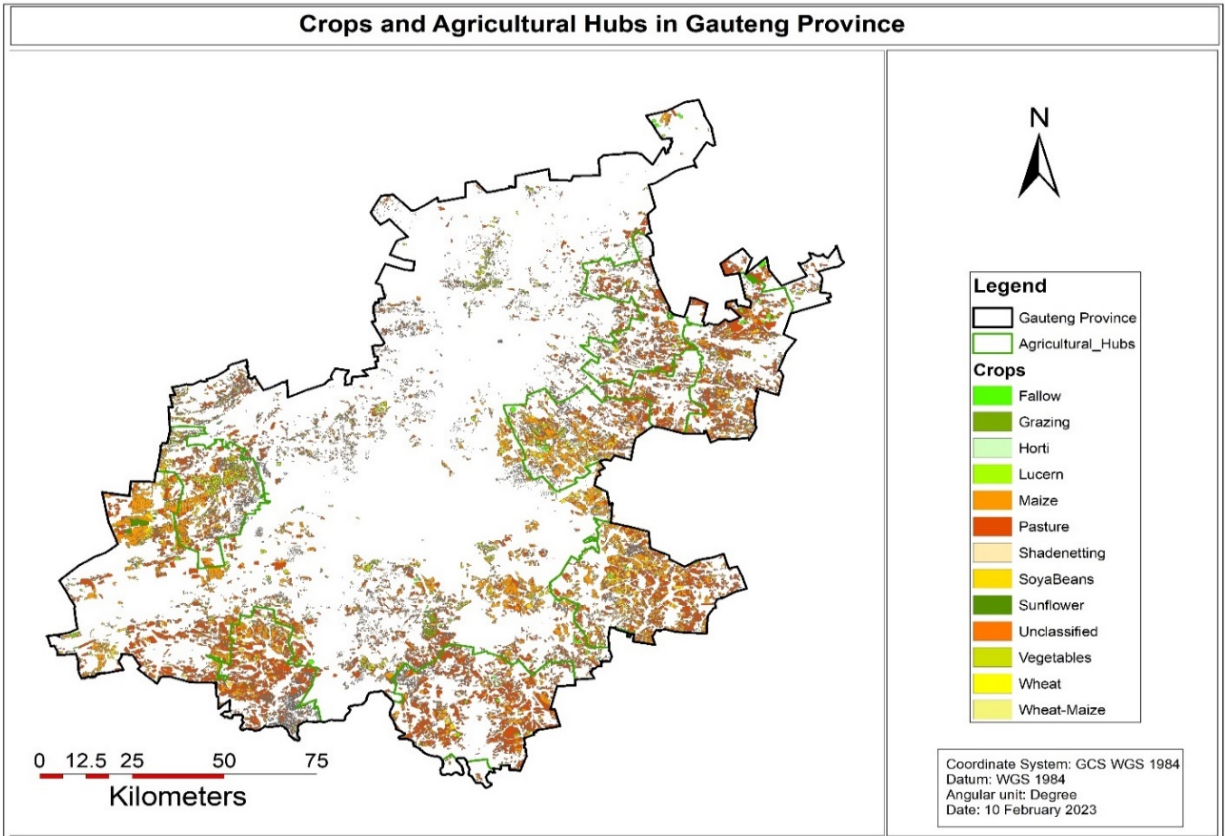 Crops and Agricultural Hubs in Gauteng Province
N
Legend
Gauteng Province
Agricultural_Hubs
Crops
Fallow
Grazing
Horti
Lucern
Maize
Pasture
Shadenetting
SoyaBeans
Sunflower
Unclassified
Vegetables
Wheat
Wheat-Maize
0 12.5 25 50 75
Kilometers
Coordinate System: GCS WGS 1984
Datum: WGS 1984
Angular unit: Degree
Date: 10 February 2023